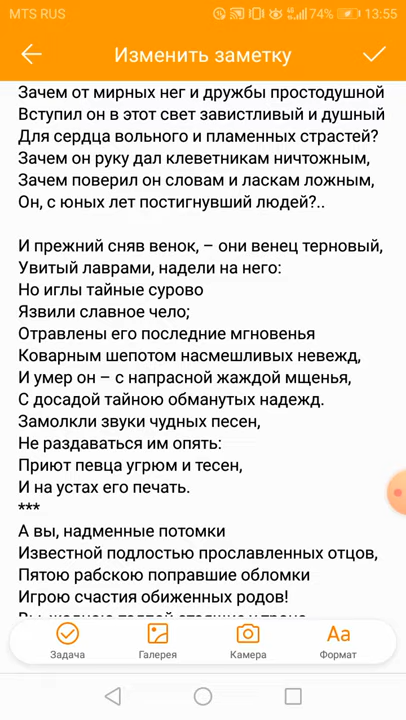 MTS RUS 74% 13:55
Изменить заметку
Зачем от мирных нег и дружбы простодушной
Вступил он в этот свет завистливый и душный
Для сердца вольного и пламенных страстей?
Зачем он руку дал клеветникам ничтожным,
Зачем поверил он словам и ласкам ложным,
Он, с юных лет постигнувший людей?..
И прежний сняв венок, – они венец терновый,
Увитый лаврами, надели на него:
Но иглы тайные сурово
Язвили славное чело;
Отравлены его последние мгновенья
Коварным шепотом насмешливых невежд,
И умер он – с напрасной жаждой мщенья,
С досадой тайною обманутых надежд.
Замолкли звуки чудных песен,
Не раздаваться им опять:
Приют певца угрюм и тесен,
И на устах его печать.
***
А вы, надменные потомки
Известной подлостью прославленных отцов,
Пятою рабскою поправшие обломки
Игрою счастия обиженных родов!
Задача Галерея Камера Aa Формат